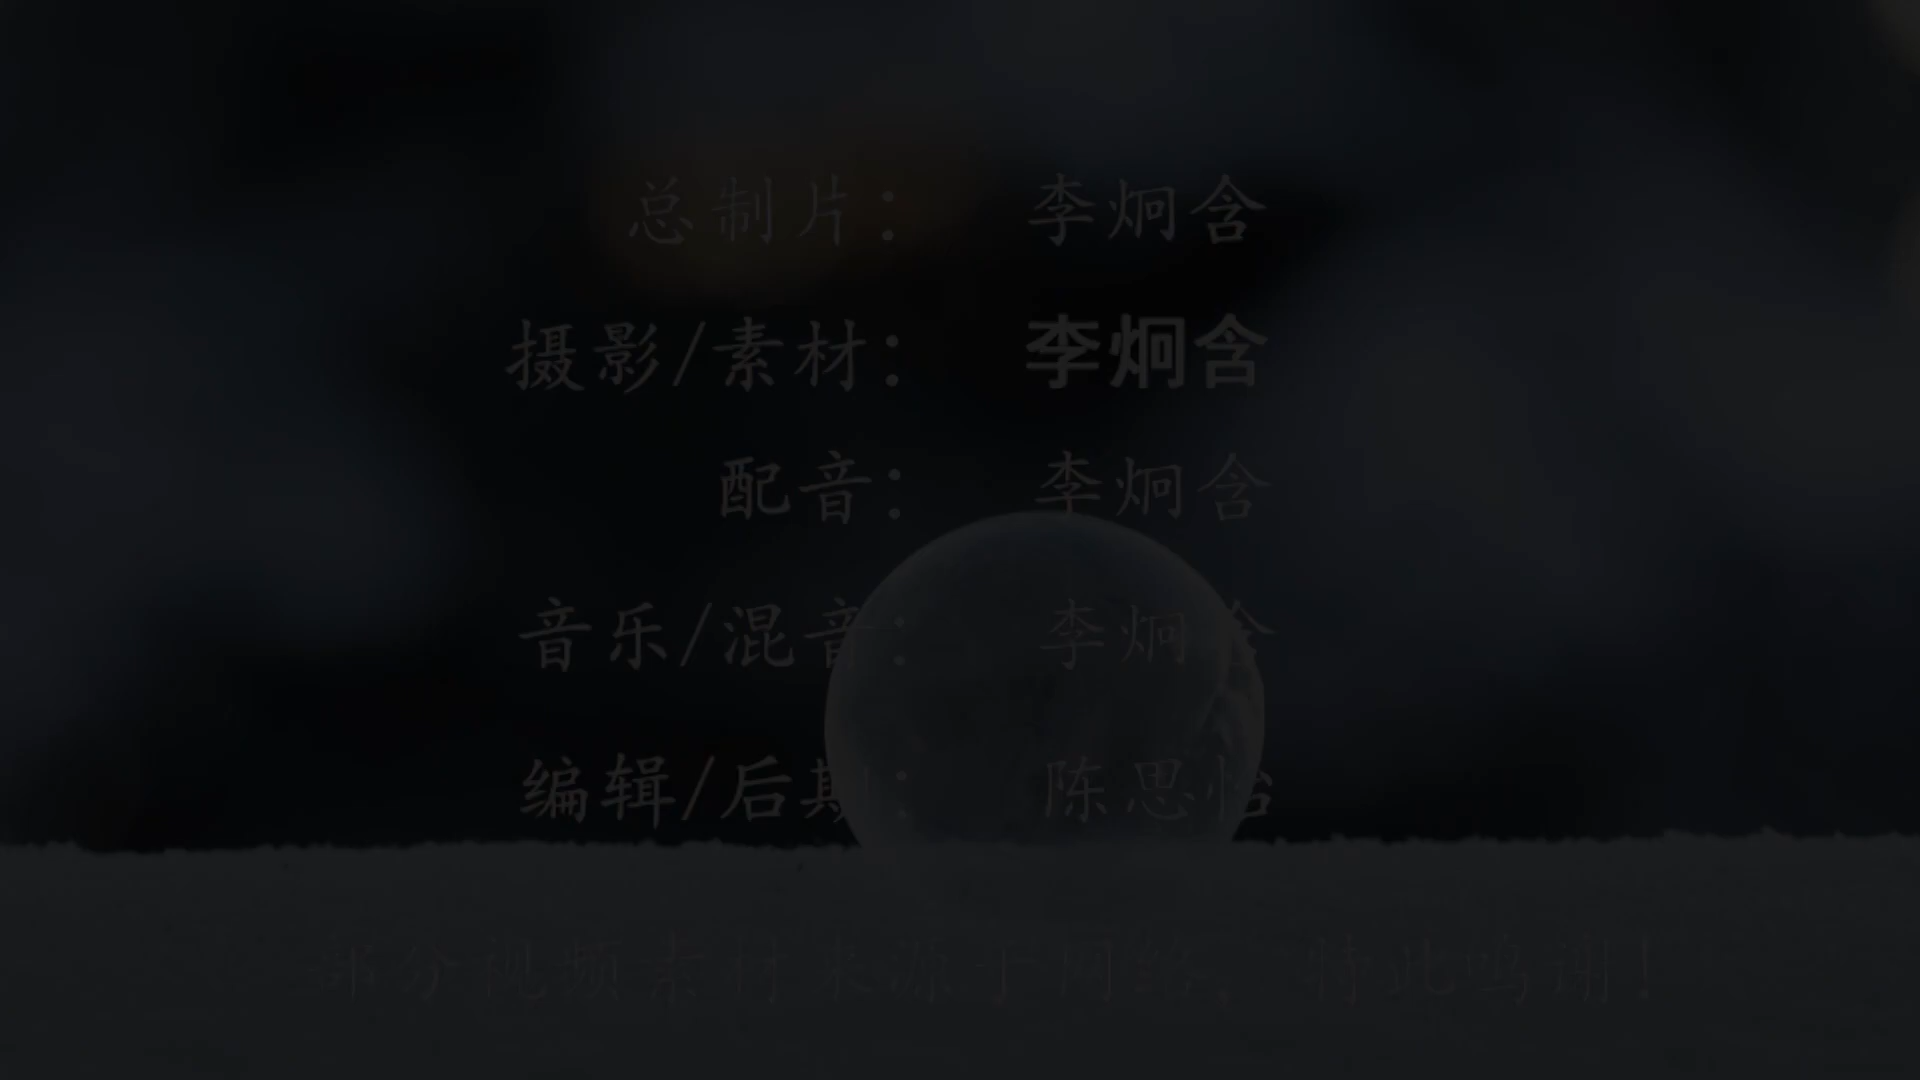 总制片： 李炯含
摄影/素材： 李炯含
配音： 李炯含
音乐/混音： 李炯含
编辑/后期： 陈思怡
部分视频素材来源于网络，特此鸣谢！